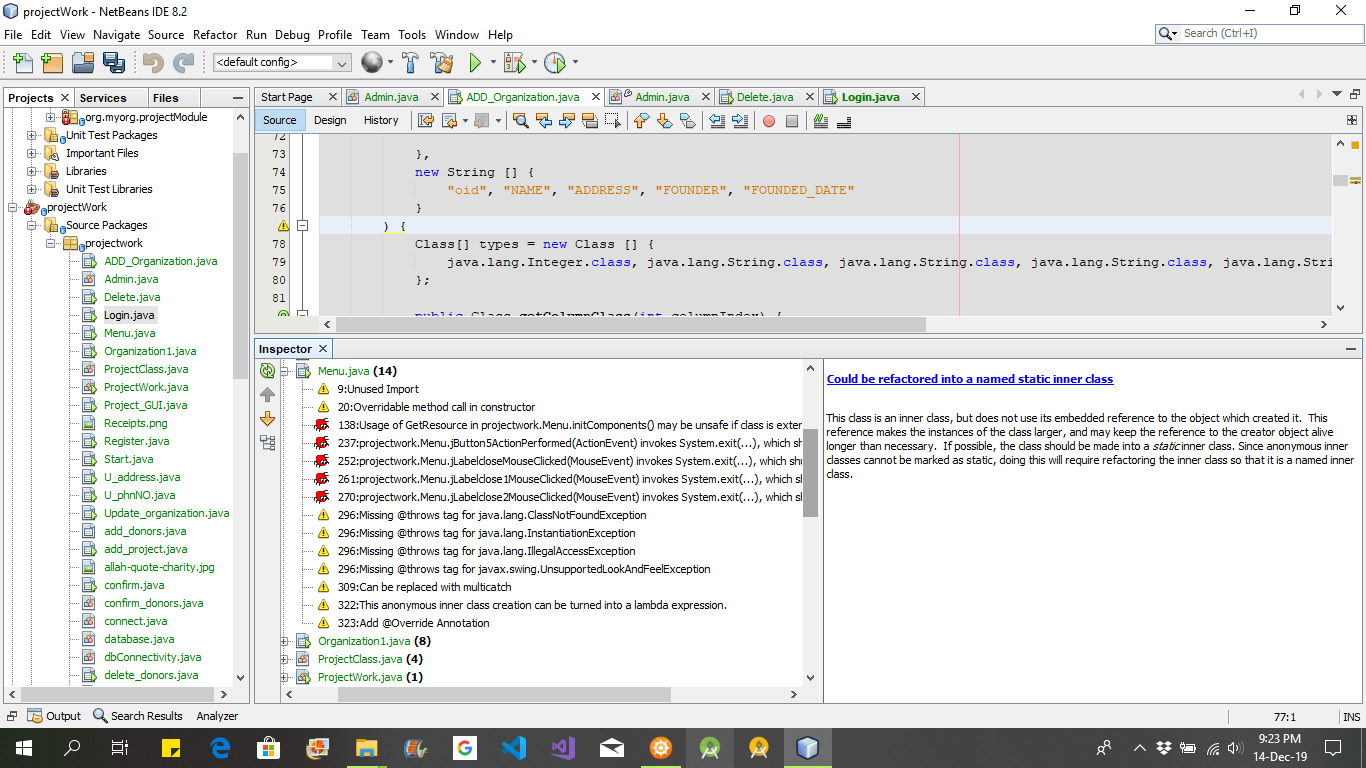 projectWork - NetBeans IDE 8.2
File Edit View Navigate Source Refactor Run Debug Profile Team Tools Window Help
Search (Ctrl+I)
<default config>
Projects Services Files
org.myorg.projectModule
Unit Test Packages
Important Files
Libraries
Unit Test Libraries
projectWork
Source Packages
projectwork
ADD_Organization.java
Admin.java
Delete.java
Login.java
Menu.java
Organization1.java
ProjectClass.java
ProjectWork.java
Project_GUI.java
Receipts.png
Register.java
Start.java
U_address.java
U_phnNO.java
Update_organization.java
add_donors.java
add_project.java
allah-quote-charity.jpg
confirm.java
confirm_donors.java
connect.java
database.java
dbConnectivity.java
delete_donors.java
Start Page Admin.java ADD_Organization.java Admin.java Delete.java Login.java
Source Design History
72
73 },
74 new String [] {
75 "oid", "NAME", "ADDRESS", "FOUNDER", "FOUNDED_DATE"
76 }
) {
78 Class[] types = new Class [] {
79 java.lang.Integer.class, java.lang.String.class, java.lang.String.class, java.lang.String.class, java.lang.Stri
80 };
81
public Class getColumnClass(int columnIndex) {
Inspector
Menu.java (14)
9:Unused Import
20:Overridable method call in constructor
138:Usage of GetResource in projectwork.Menu.initComponents() may be unsafe if class is exter
237:projectwork.Menu.jButton5ActionPerformed(ActionEvent) invokes System.exit(...), which sh
252:projectwork.Menu.jLabelcloseMouseClicked(MouseEvent) invokes System.exit(...), which shu
261:projectwork.Menu.jLabelclose1MouseClicked(MouseEvent) invokes System.exit(...), which sl
270:projectwork.Menu.jLabelclose2MouseClicked(MouseEvent) invokes System.exit(...), which sl
296:Missing @throws tag for java.lang.ClassNotFoundException
296:Missing @throws tag for java.lang.InstantiationException
296:Missing @throws tag for java.lang.IllegalAccessException
296:Missing @throws tag for javax.swing.UnsupportedLookAndFeelException
309:Can be replaced with multicatch
322:This anonymous inner class creation can be turned into a lambda expression.
323:Add @Override Annotation
Organization1.java (8)
ProjectClass.java (4)
ProjectWork.java (1)
Could be refactored into a named static inner class
This class is an inner class, but does not use its embedded reference to the object which created it. This
reference makes the instances of the class larger, and may keep the reference to the creator object alive
longer than necessary. If possible, the class should be made into a static inner class. Since anonymous inner
classes cannot be marked as static, doing this will require refactoring the inner class so that it is a named inner
class.
Output Search Results Analyzer
77:1 INS
9:23 PM
14-Dec-19